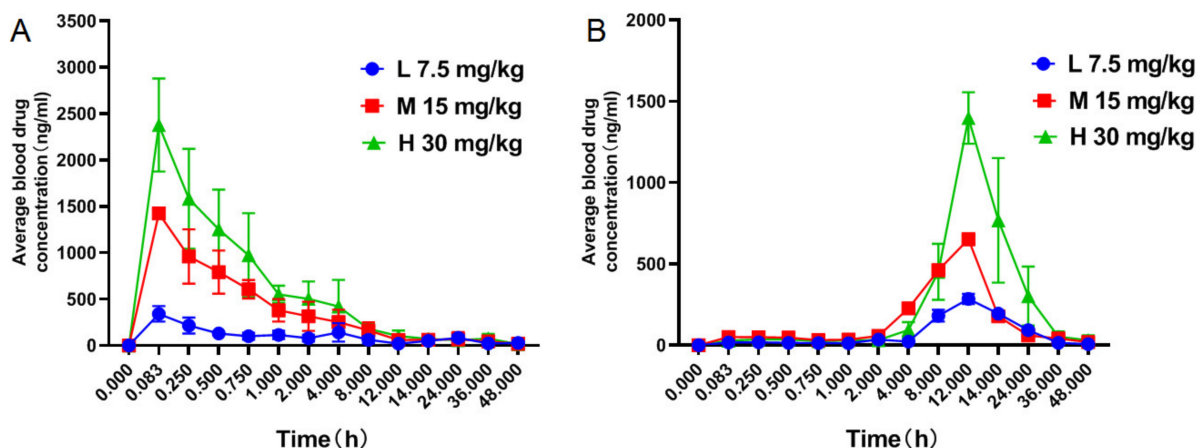 A
Average blood drug
concentration(ng/ml)
3500
3000
2500
2000
1500
1000
500
0
L 7.5 mg/kg
M 15 mg/kg
H 30 mg/kg
0.000
0.083
0.250
0.500
0.750
1.000
2.000
4.000
8.000
12.000
14.000
24.000
36.000
48.000
Time(h)
B
Average blood drug
concentration(ng/ml)
2000
1500
1000
500
0
L 7.5 mg/kg
M 15 mg/kg
H 30 mg/kg
0.000
0.083
0.250
0.500
0.750
1.000
2.000
4.000
8.000
12.000
14.000
24.000
36.000
48.000
Time(h)